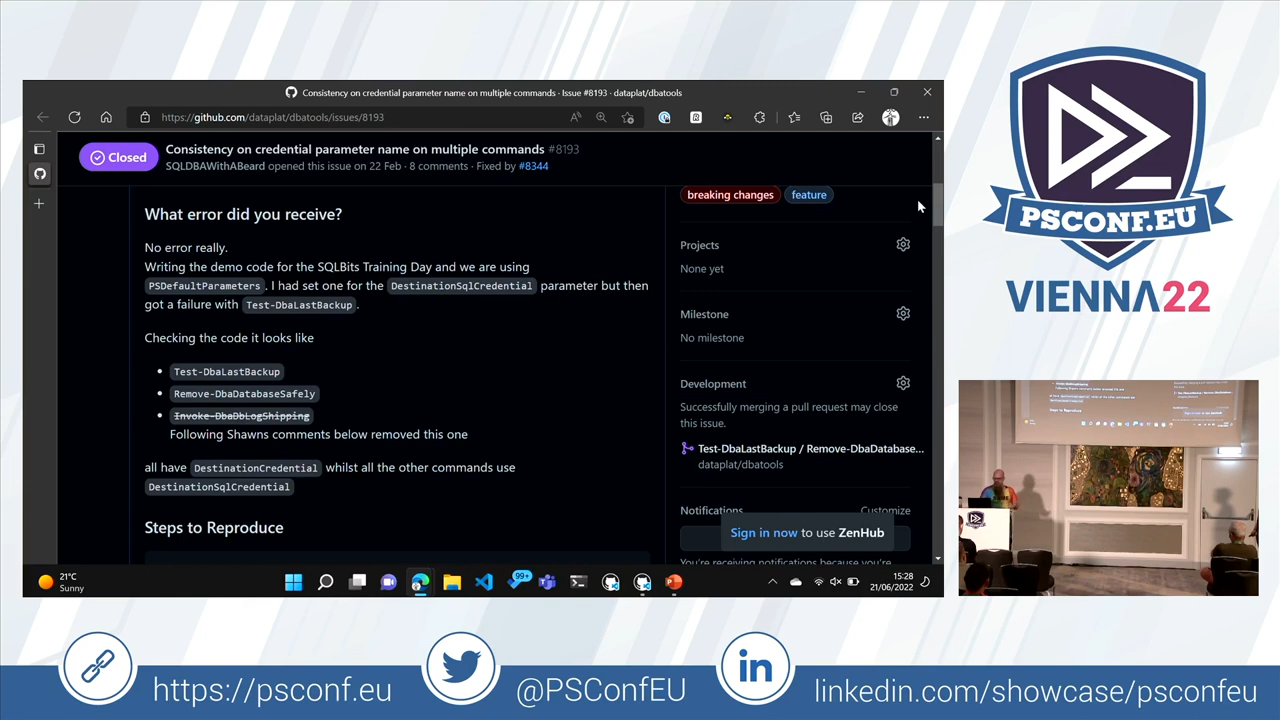 Consistency on credential parameter name on multiple commands · Issue #8193 · dataplat/dbatools
https://github.com/dataplat/dbatools/issues/8193
Closed
Consistency on credential parameter name on multiple commands #8193
SQLDBAWithABeard opened this issue on 22 Feb · 8 comments · Fixed by #8344
What error did you receive?
No error really.
Writing the demo code for the SQLBits Training Day and we are using
PSDefaultParameters. I had set one for the DestinationSqlCredential parameter but then
got a failure with Test-DbaLastBackup.
Checking the code it looks like
• Test-DbaLastBackup
• Remove-DbaDatabaseSafely
• Invoke-DbaDbLogShipping
Following Shawns comments below removed this one
all have DestinationCredential whilst all the other commands use
DestinationSqlCredential
Steps to Reproduce
breaking changes feature
Projects
None yet
Milestone
No milestone
Development
Successfully merging a pull request may close
this issue.
Test-DbaLastBackup / Remove-DbaDatabase...
dataplat/dbatools
Notifications Customize
Sign in now to use ZenHub
You're receiving notifications because you're
21°C
Sunny
99+
15:28
21/06/2022
PSCONF.EU
VIENNA22
https://psconf.eu
@PSConfEU
linkedin.com/showcase/psconfeu